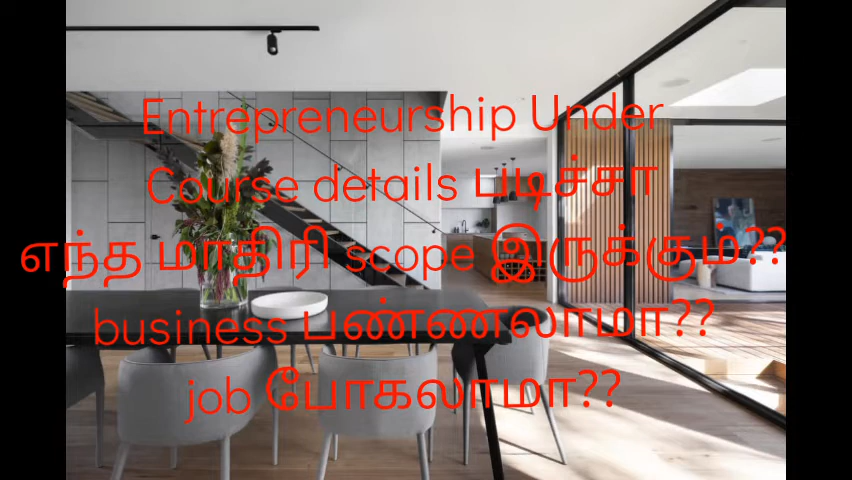 Entrepreneurship Under
Course details படிச்சா
எந்த மாதிரி scope இருக்கும்??
business பண்ணலாமா??
job போகலாமா??